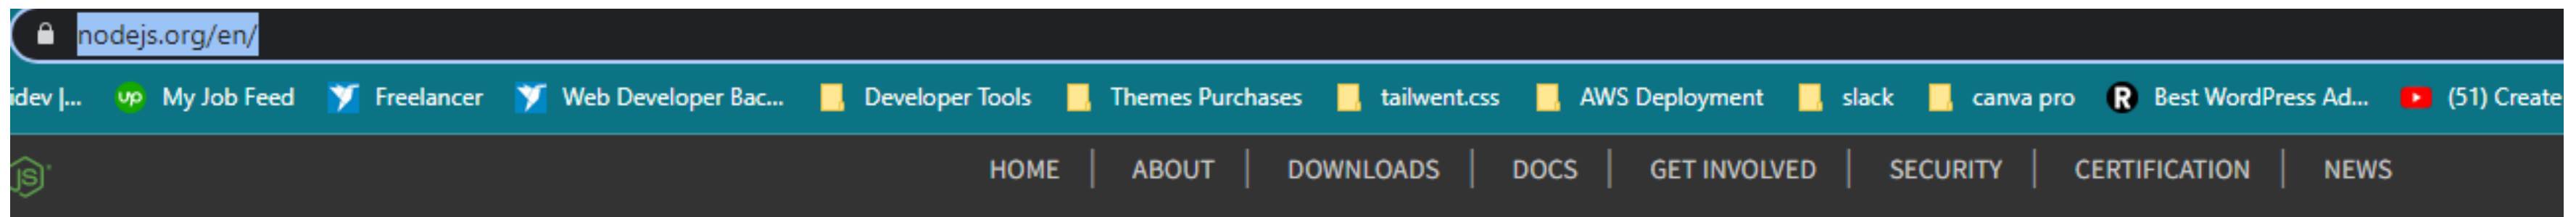 nodejs.org/en/
idev |... My Job Feed Freelancer Web Developer Bac... Developer Tools Themes Purchases tailwent.css AWS Deployment slack canva pro Best WordPress Ad... (51) Create
JS HOME ABOUT DOWNLOADS DOCS GET INVOLVED SECURITY CERTIFICATION NEWS